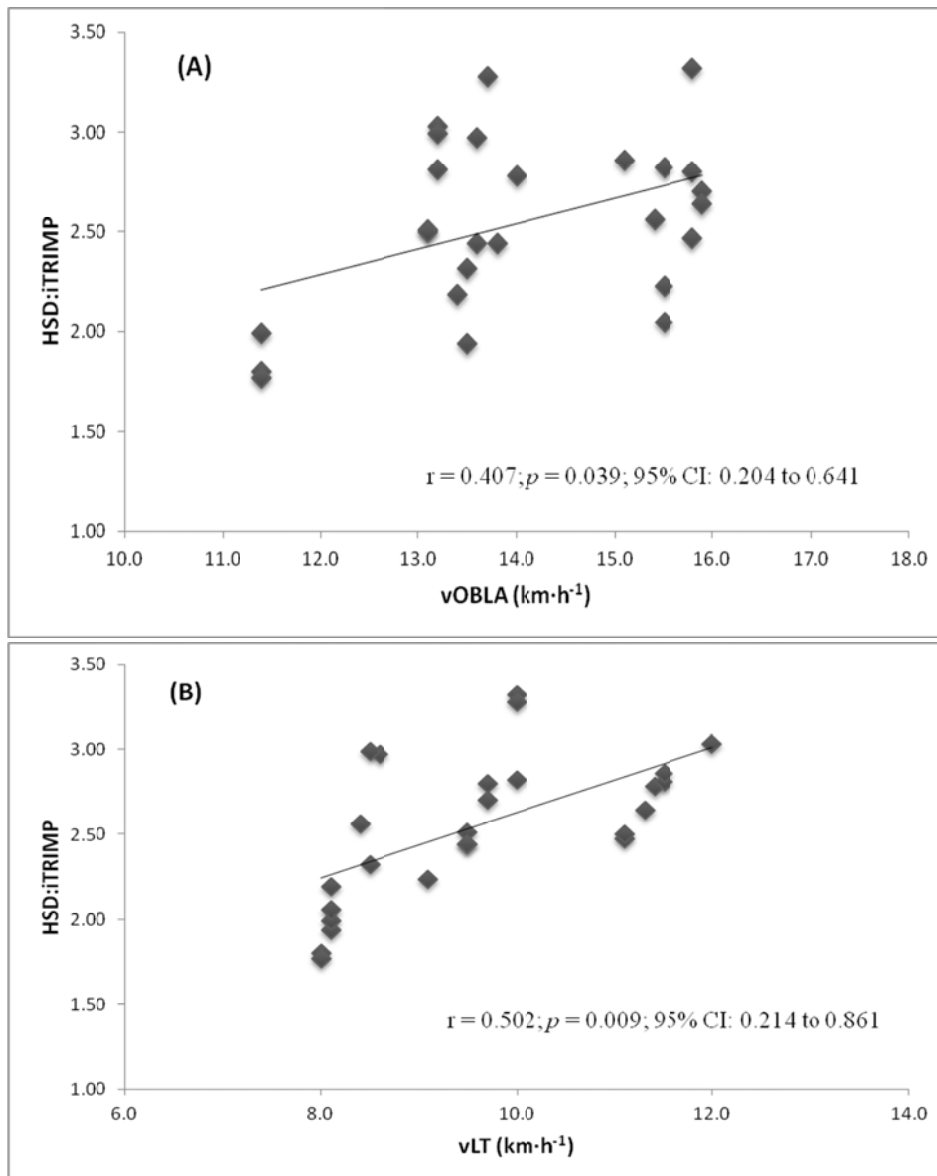 3.50
(A)
3.00
2.50
2.00
1.50
1.00
HSD:iTRIMP
r = 0.407; p = 0.039; 95% CI: 0.204 to 0.641
10.0 11.0 12.0 13.0 14.0 15.0 16.0 17.0 18.0
vOBLA (km·h⁻¹)
3.50
(B)
3.00
2.50
2.00
1.50
1.00
HSD:iTRIMP
r = 0.502; p = 0.009; 95% CI: 0.214 to 0.861
6.0 8.0 10.0 12.0 14.0
vLT (km·h⁻¹)